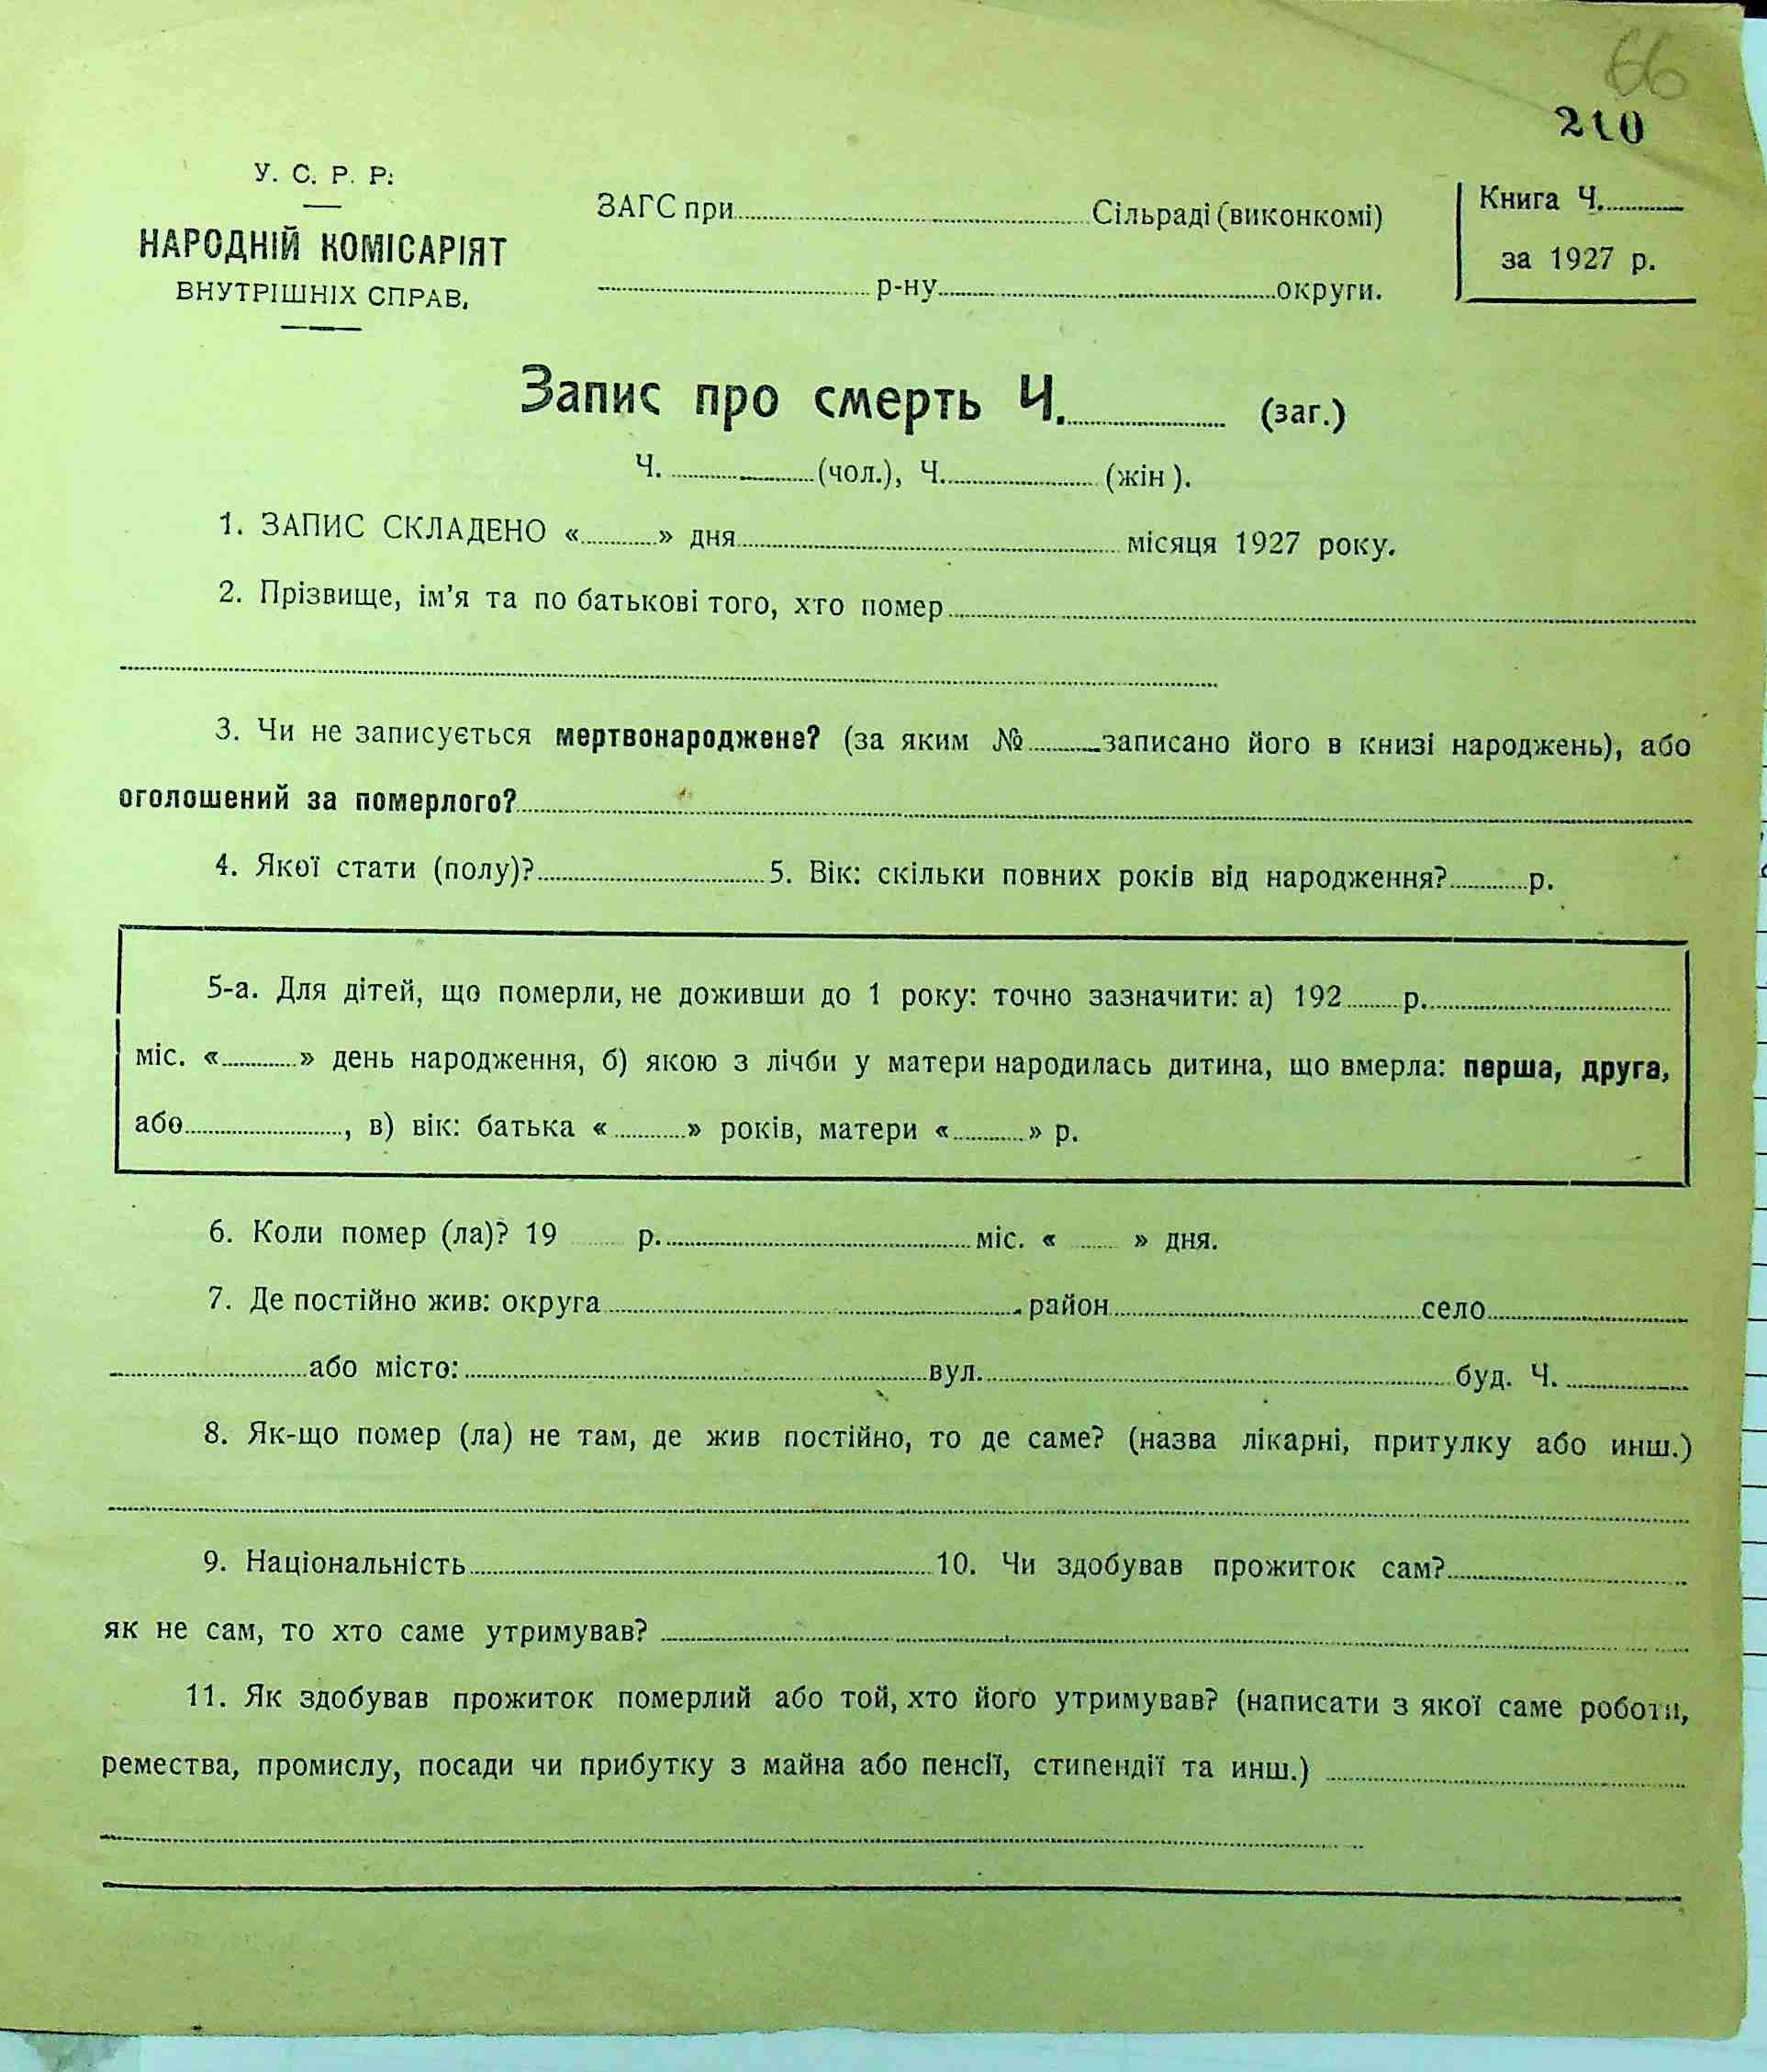 66
210
У. С. Р. Р.
НАРОДНІЙ КОМІСАРІЯТ
ВНУТРІШНІХ СПРАВ.
ЗАГС при Сільраді (виконкомі)
р-ну округи.
Книга Ч.
за 1927 р.
Запис про смерть Ч. (заг.)
Ч. (чол.), Ч. (жін).
1. ЗАПИС СКЛАДЕНО « » дня місяця 1927 року.
2. Прізвище, ім’я та по батькові того, хто помер
3. Чи не записується мертвонароджене? (за яким № записано його в книзі народжень), або
оголошений за померлого?
4. Якої стати (полу)? 5. Вік: скільки повних років від народження? р.
5-а. Для дітей, що померли, не доживши до 1 року: точно зазначити: а) 192 р.
міс. « » день народження, б) якою з лічби у матери народилась дитина, що вмерла: перша, друга,
або , в) вік: батька « » років, матери « » р.
6. Коли помер (ла)? 19 р. міс. « » дня.
7. Де постійно жив: округа район село
або місто: вул. буд. Ч.
8. Як-що помер (ла) не там, де жив постійно, то де саме? (назва лікарні, притулку або инш.)
9. Національність 10. Чи здобував прожиток сам?
як не сам, то хто саме утримував?
11. Як здобував прожиток померлий або той, хто його утримував? (написати з якої саме роботи,
ремества, промислу, посади чи прибутку з майна або пенсії, стипендії та инш.)